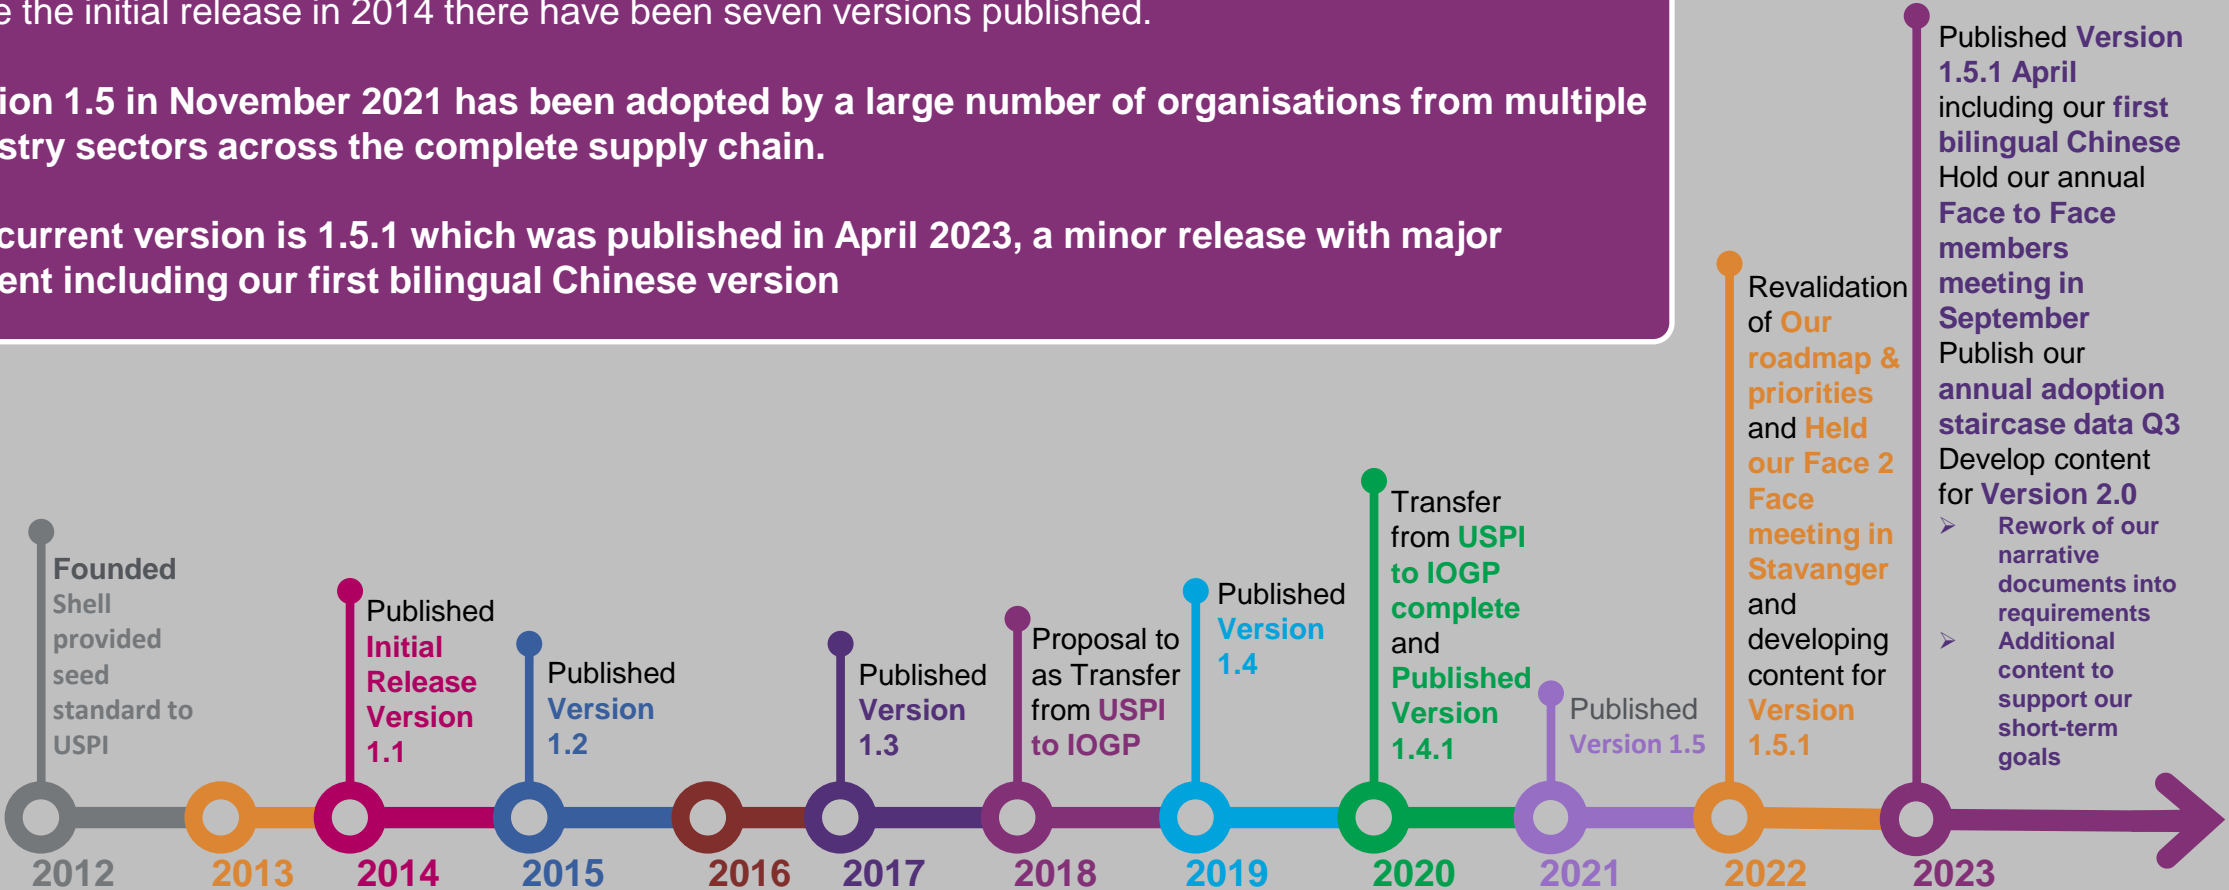 e the initial release in 2014 there have been seven versions published.
ion 1.5 in November 2021 has been adopted by a large number of organisations from multiple
stry sectors across the complete supply chain.
current version is 1.5.1 which was published in April 2023, a minor release with major
ent including our first bilingual Chinese version
Founded
Shell
provided
seed
standard to
USPI
Published
Initial
Release
Version
1.1
Published
Version
1.2
Published
Version
1.3
Proposal to
as Transfer
from USPI
to IOGP
Published
Version
1.4
Transfer
from USPI
to IOGP
complete
and
Published
Version
1.4.1
Published
Version 1.5
Revalidation
of Our
roadmap &
priorities
and Held
our Face 2
Face
meeting in
Stavanger
and
developing
content for
Version
1.5.1
Published Version
1.5.1 April
including our first
bilingual Chinese
Hold our annual
Face to Face
members
meeting in
September
Publish our
annual adoption
staircase data Q3
Develop content
for Version 2.0
➢ Rework of our
narrative
documents into
requirements
➢ Additional
content to
support our
short-term
goals
2012 2013 2014 2015 2016 2017 2018 2019 2020 2021 2022 2023